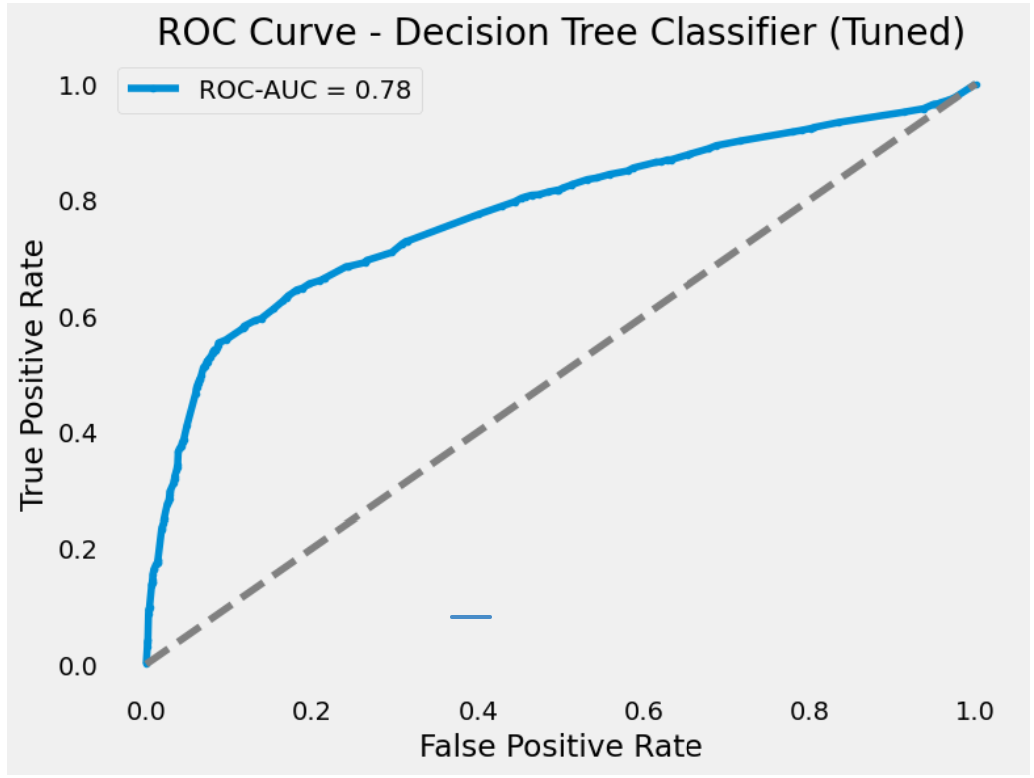 ROC Curve - Decision Tree Classifier (Tuned)
ROC-AUC = 0.78
1.0
0.8
0.6
0.4
0.2
0.0
True Positive Rate
0.0 0.2 0.4 0.6 0.8 1.0
False Positive Rate